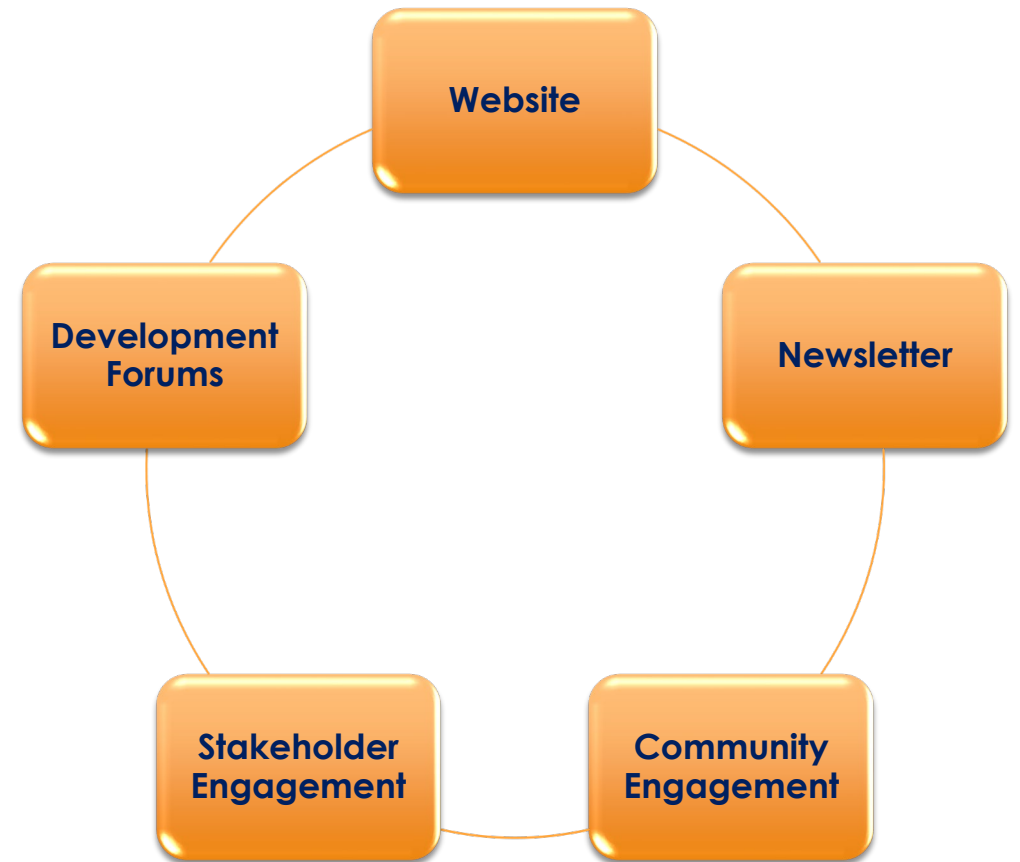 Website
Development
Forums
Newsletter
Stakeholder
Engagement
Community
Engagement